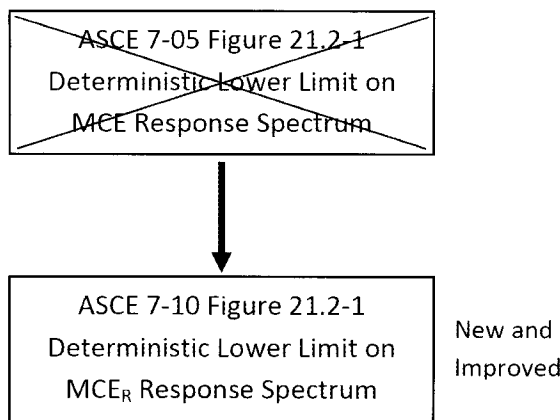 ASCE 7-05 Figure 21.2-1
Deterministic Lower Limit on
MCE Response Spectrum
ASCE 7-10 Figure 21.2-1
Deterministic Lower Limit on
MCE_R Response Spectrum
New and
Improved